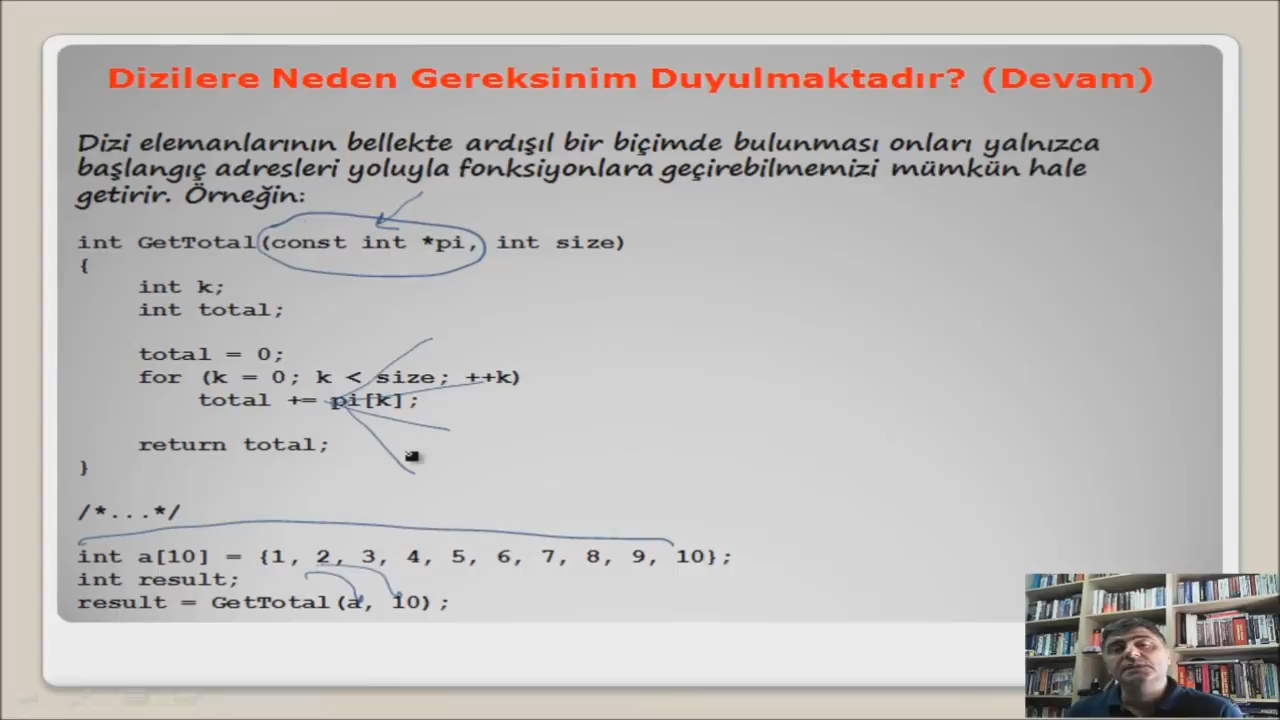 Dizilere Neden Gereksinim Duyulmaktadır? (Devam)
Dizi elemanlarının bellekte ardışıl bir biçimde bulunması onları yalnızca
başlangıç adresleri yoluyla fonksiyonlara geçirebilmemizi mümkün hale
getirir. Örneğin:
int GetTotal(const int *pi, int size)
{
int k;
int total;
total = 0;
for (k = 0; k < size; ++k)
total += pi[k];
return total;
}
/*...*/
int a[10] = {1, 2, 3, 4, 5, 6, 7, 8, 9, 10};
int result;
result = GetTotal(a, 10);